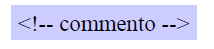 <!-- commento -->